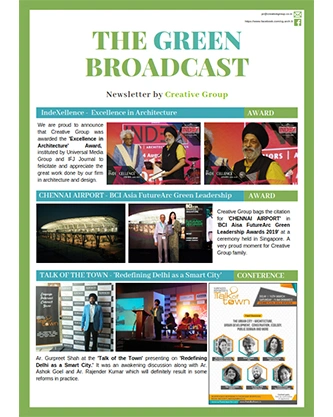 THE GREEN
BROADCAST
Newsletter by Creative Group
IndeXellence - Excellence in Architecture AWARD
We are proud to announce
that Creative Group was
awarded the 'Excellence in
Architecture' Award,
instituted by Universal Media
Group and IFJ Journal to
felicitate and appreciate the
great work done by our firm
in architecture and design.
CHENNAI AIRPORT - BCI Asia FutureArc Green Leadership AWARD
Creative Group bags the citation
for 'CHENNAI AIRPORT' in
'BCI Aisa FutureArc Green
Leadership Awards 2019' at a
ceremony held in Singapore. A
very proud moment for Creative
Group family.
TALK OF THE TOWN - 'Redefining Delhi as a Smart City' CONFERENCE
Talk of
town
Ar. Gurpreet Shah at the 'Talk of the Town' presenting on 'Redefining
Delhi as a Smart City.' It was an awakening discussion along with Ar.
Ashok Goel and Ar. Rajender Kumar which will definitely result in some
reforms in practice.